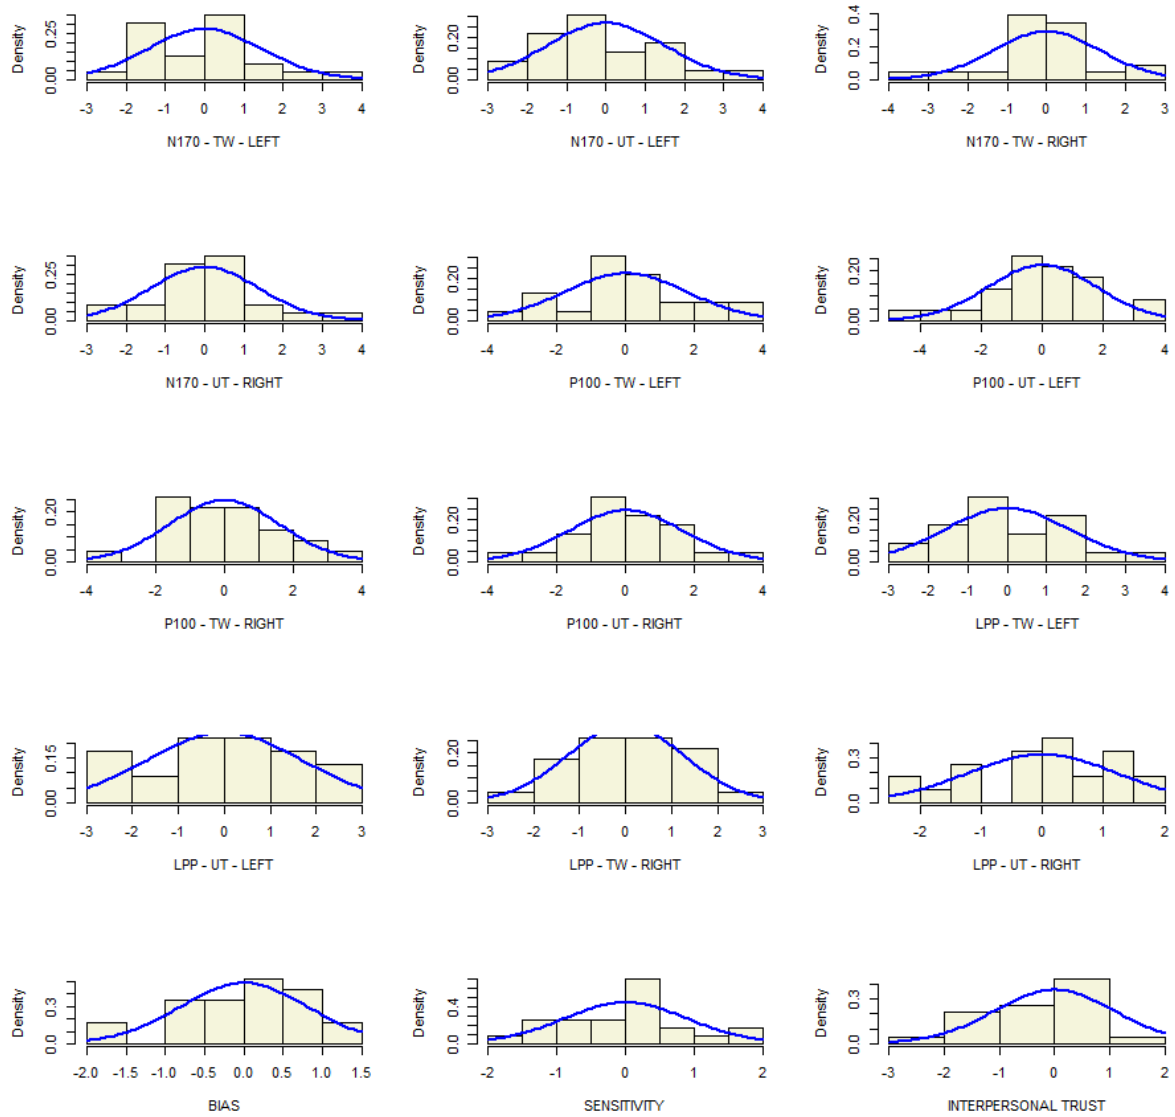 Density Density Density
0.00 0.25 0.00 0.20 0.0 0.2 0.4
-3 -2 -1 0 1 2 3 4 -3 -2 -1 0 1 2 3 4 -4 -3 -2 -1 0 1 2 3
N170 - TW - LEFT N170 - UT - LEFT N170 - TW - RIGHT
Density Density Density
0.00 0.25 0.00 0.20 0.00 0.20
-3 -2 -1 0 1 2 3 4 -4 -3 -2 -1 0 1 2 3 4 -4 -2 0 2 4
N170 - UT - RIGHT P100 - TW - LEFT P100 - UT - LEFT
Density Density Density
0.00 0.20 0.00 0.20 0.00 0.20
-4 -2 0 2 4 -4 -3 -2 -1 0 1 2 3 4 -3 -2 -1 0 1 2 3 4
P100 - TW - RIGHT P100 - UT - RIGHT LPP - TW - LEFT
Density Density Density
0.00 0.15 0.00 0.20 0.0 0.3
-3 -2 -1 0 1 2 3 -3 -2 -1 0 1 2 3 -2 -1 0 1 2
LPP - UT - LEFT LPP - TW - RIGHT LPP - UT - RIGHT
Density Density Density
0.0 0.3 0.0 0.4 0.0 0.3
-2.0 -1.5 -1.0 -0.5 0.0 0.5 1.0 1.5 -2 -1 0 1 2 -3 -2 -1 0 1 2
BIAS SENSITIVITY INTERPERSONAL TRUST